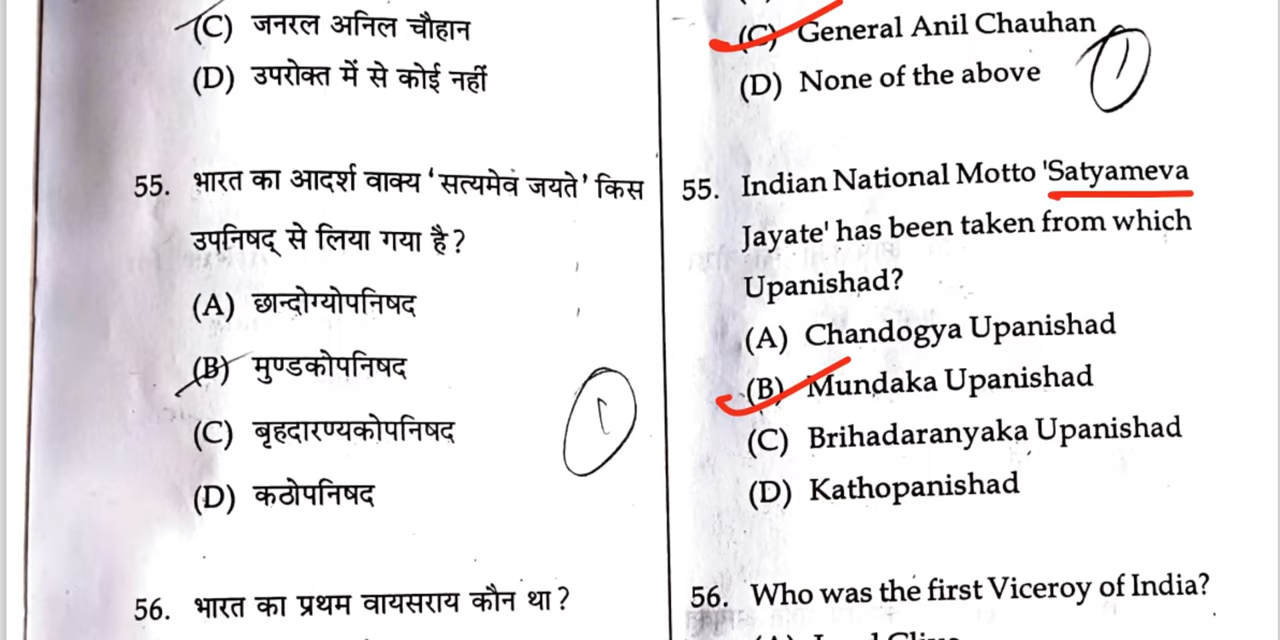 (C) जनरल अनिल चौहान
(D) उपरोक्त में से कोई नहीं
55. भारत का आदर्श वाक्य ‘सत्यमेव जयते’ किस
उपनिषद् से लिया गया है?
(A) छान्दोग्योपनिषद
(B) मुण्डकोपनिषद
(C) बृहदारण्यकोपनिषद
(D) कठोपनिषद
56. भारत का प्रथम वायसराय कौन था?
(C) General Anil Chauhan
(D) None of the above
1
55. Indian National Motto 'Satyameva
Jayate' has been taken from which
Upanishad?
(A) Chandogya Upanishad
(B) Mundaka Upanishad
(C) Brihadaranyaka Upanishad
(D) Kathopanishad
1
56. Who was the first Viceroy of India?